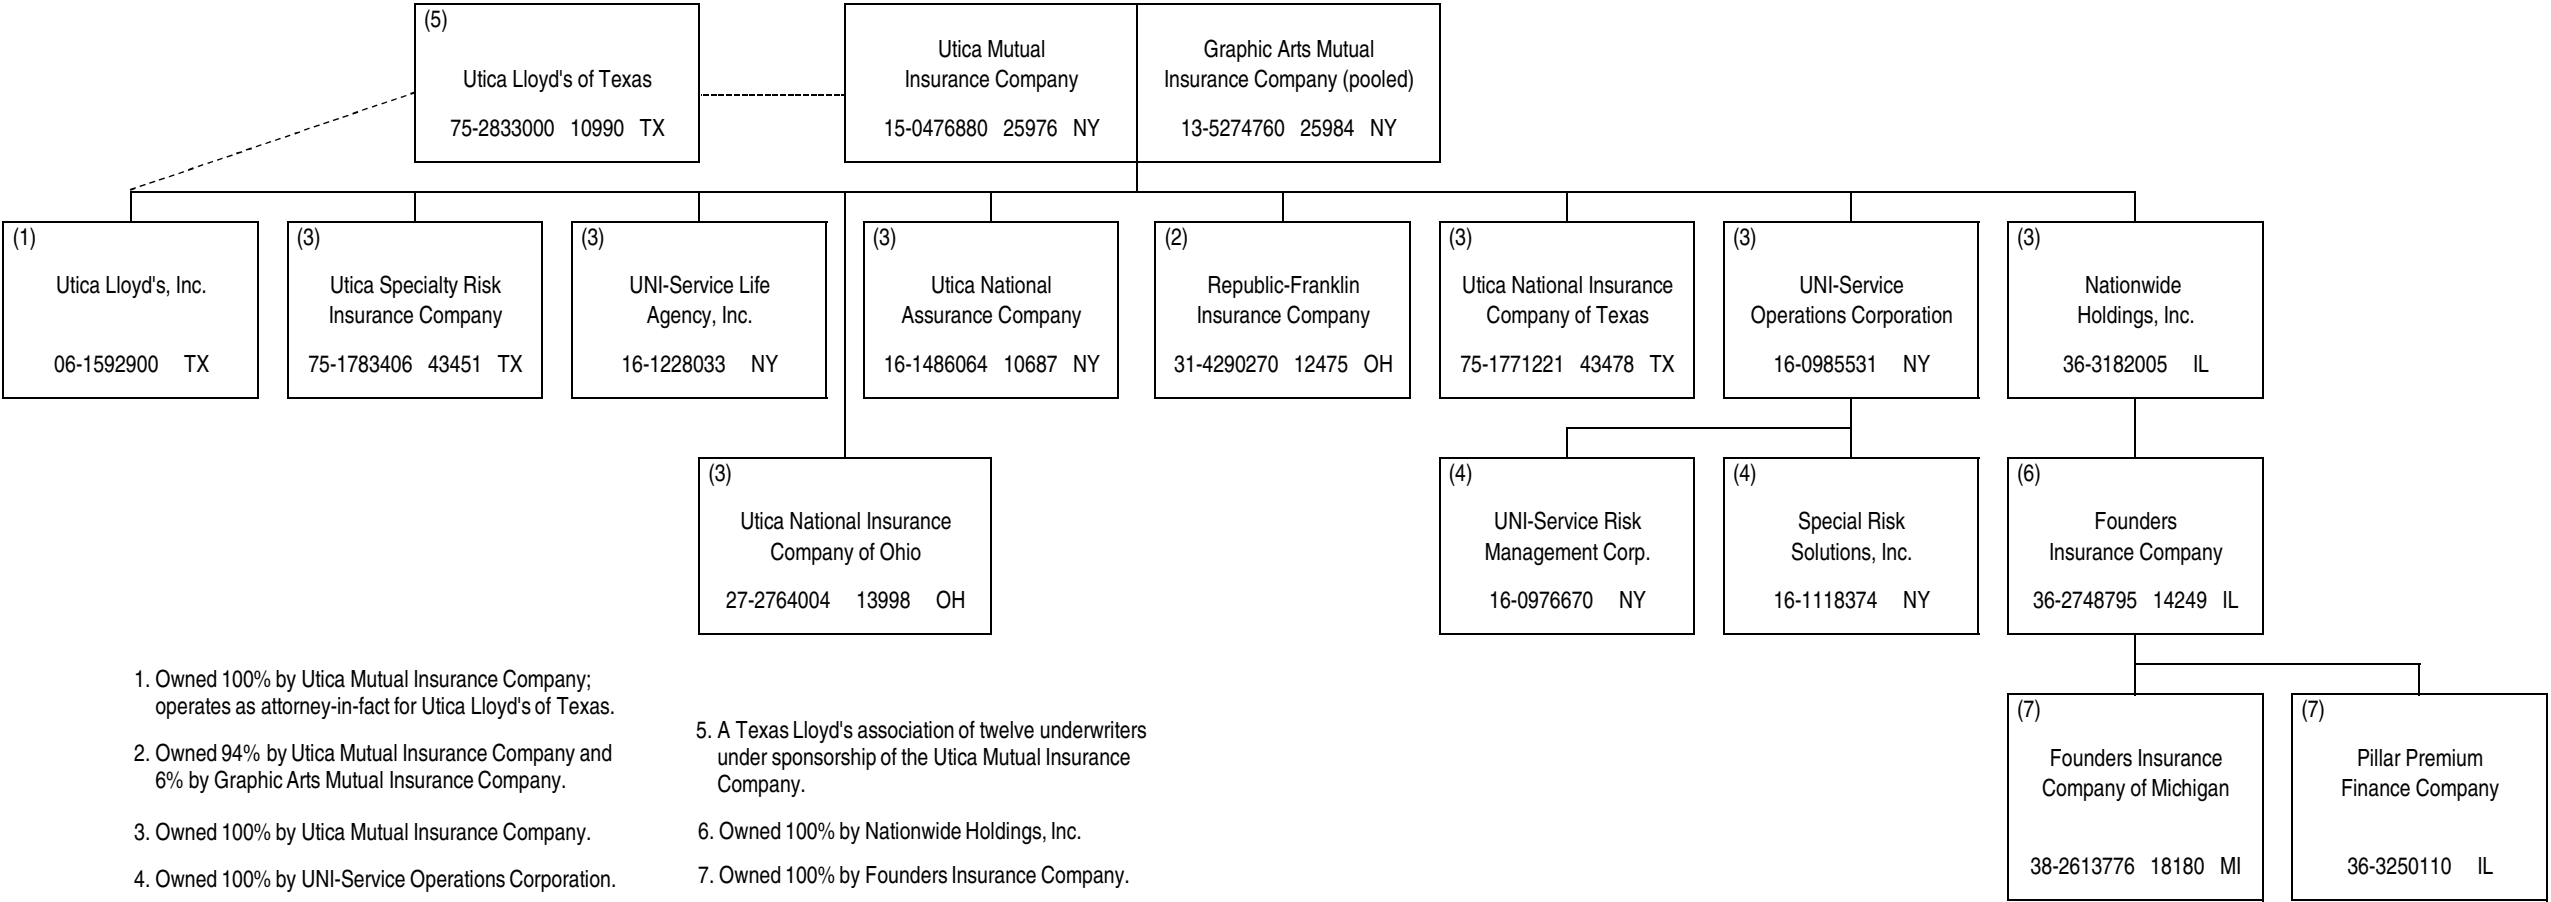 (5)
Utica Lloyd's of Texas
75-2833000 10990 TX
Utica Mutual
Insurance Company
15-0476880 25976 NY
Graphic Arts Mutual
Insurance Company (pooled)
13-5274760 25984 NY
(1)
Utica Lloyd's, Inc.
06-1592900 TX
(3)
Utica Specialty Risk
Insurance Company
75-1783406 43451 TX
(3)
UNI-Service Life
Agency, Inc.
16-1228033 NY
(3)
Utica National
Assurance Company
16-1486064 10687 NY
(2)
Republic-Franklin
Insurance Company
31-4290270 12475 OH
(3)
Utica National Insurance
Company of Texas
75-1771221 43478 TX
(3)
UNI-Service
Operations Corporation
16-0985531 NY
(3)
Nationwide
Holdings, Inc.
36-3182005 IL
(3)
Utica National Insurance
Company of Ohio
27-2764004 13998 OH
(4)
UNI-Service Risk
Management Corp.
16-0976670 NY
(4)
Special Risk
Solutions, Inc.
16-1118374 NY
(6)
Founders
Insurance Company
36-2748795 14249 IL
(7)
Founders Insurance
Company of Michigan
38-2613776 18180 MI
(7)
Pillar Premium
Finance Company
36-3250110 IL
1. Owned 100% by Utica Mutual Insurance Company;
operates as attorney-in-fact for Utica Lloyd's of Texas.
2. Owned 94% by Utica Mutual Insurance Company and
6% by Graphic Arts Mutual Insurance Company.
3. Owned 100% by Utica Mutual Insurance Company.
4. Owned 100% by UNI-Service Operations Corporation.
5. A Texas Lloyd's association of twelve underwriters
under sponsorship of the Utica Mutual Insurance
Company.
6. Owned 100% by Nationwide Holdings, Inc.
7. Owned 100% by Founders Insurance Company.